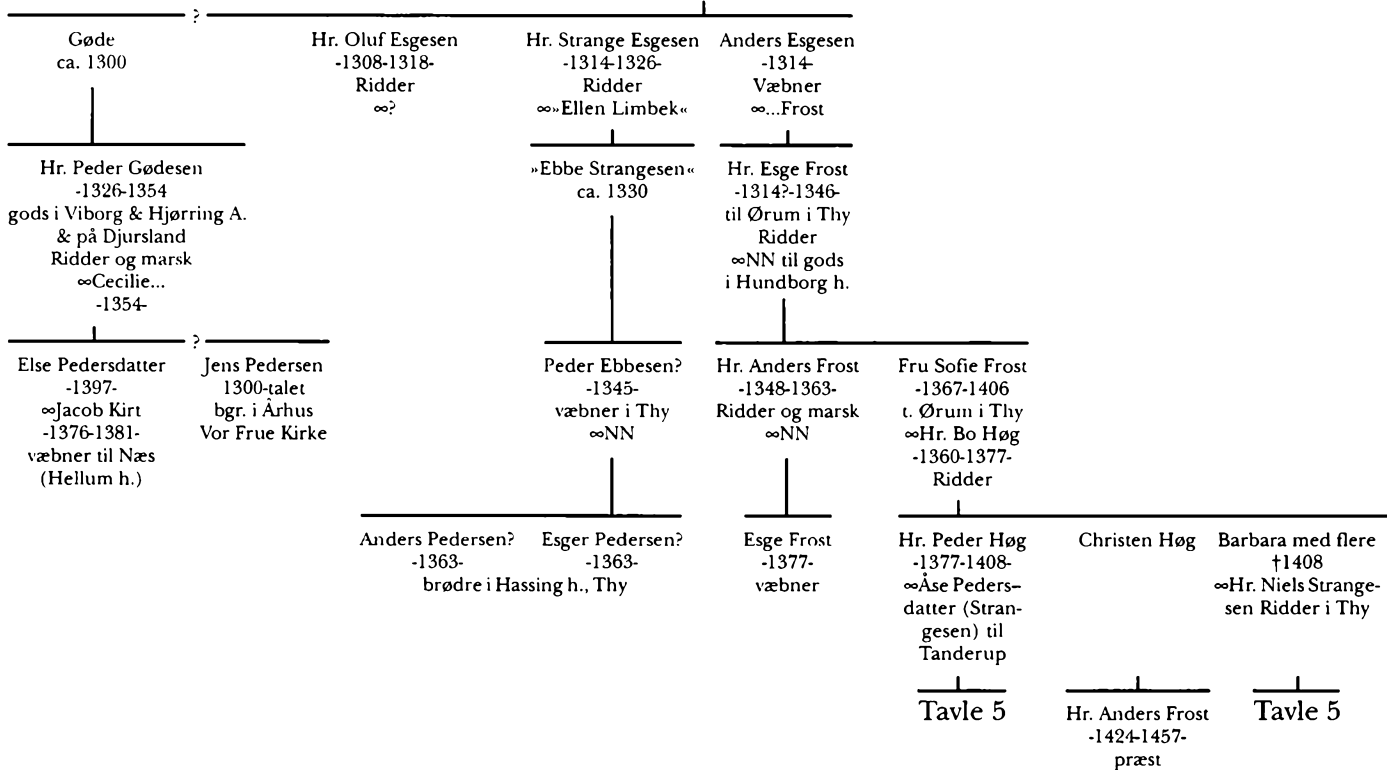 ?
Gøde
ca. 1300
Hr. Oluf Esgesen
-1308-1318-
Ridder
∞?
Hr. Strange Esgesen
-1314-1326-
Ridder
∞»Ellen Limbek«
Anders Esgesen
-1314-
Væbner
∞...Frost
Hr. Peder Gødesen
-1326-1354
gods i Viborg & Hjørring A.
& på Djursland
Ridder og marsk
∞Cecilie...
-1354-
»Ebbe Strangesen«
ca. 1330
Hr. Esge Frost
-1314?-1346-
til Ørum i Thy
Ridder
∞NN til gods
i Hundborg h.
?
Else Pedersdatter
-1397-
∞Jacob Kirt
-1376-1381-
væbner til Næs
(Hellum h.)
Jens Pedersen
1300-talet
bgr. i Århus
Vor Frue Kirke
Peder Ebbesen?
-1345-
væbner i Thy
∞NN
Hr. Anders Frost
-1348-1363-
Ridder og marsk
∞NN
Fru Sofie Frost
-1367-1406
t. Ørum i Thy
∞Hr. Bo Høg
-1360-1377-
Ridder
Anders Pedersen?
-1363-
Esger Pedersen?
-1363-
brødre i Hassing h., Thy
Esge Frost
-1377-
væbner
Hr. Peder Høg
-1377-1408-
∞Åse Peders-
datter (Stran-
gesen) til
Tanderup
Christen Høg
Barbara med flere
†1408
∞Hr. Niels Strange-
sen Ridder i Thy
Tavle 5
Hr. Anders Frost
-1424-1457-
præst
Tavle 5